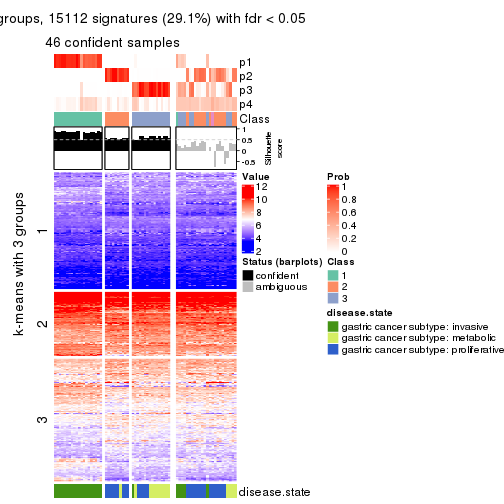 groups, 15112 signatures (29.1%) with fdr < 0.05
46 confident samples
p1
p2
p3
p4
Class
1
0.5
0
-0.5
Silhouette
score
k-means with 3 groups
1
2
3
Value
12
10
8
6
4
2
Prob
1
0.8
0.6
0.4
0.2
0
Status (barplots)
confident
ambiguous
Class
1
2
3
disease.state
gastric cancer subtype: invasive
gastric cancer subtype: metabolic
gastric cancer subtype: proliferative
disease.state